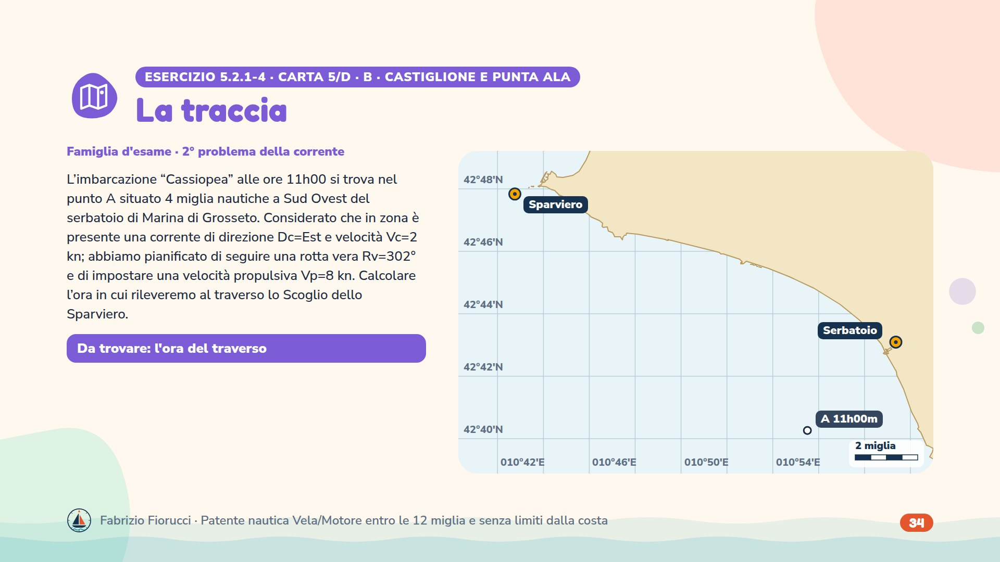 ESERCIZIO 5.2.1-4 · CARTA 5/D · B · CASTIGLIONE E PUNTA ALA
La traccia
Famiglia d'esame · 2° problema della corrente
L’imbarcazione “Cassiopea” alle ore 11h00 si trova nel
punto A situato 4 miglia nautiche a Sud Ovest del
serbatoio di Marina di Grosseto. Considerato che in zona è
presente una corrente di direzione Dc=Est e velocità Vc=2
kn; abbiamo pianificato di seguire una rotta vera Rv=302°
e di impostare una velocità propulsiva Vp=8 kn. Calcolare
l’ora in cui rileveremo al traverso lo Scoglio dello
Sparviero.
Da trovare: l'ora del traverso
42°48'N
Sparviero
42°46'N
42°44'N
Serbatoio
42°42'N
A 11h00m
42°40'N
2 miglia
010°42'E
010°46'E
010°50'E
010°54'E
Fabrizio Fiorucci · Patente nautica Vela/Motore entro le 12 miglia e senza limiti dalla costa
34